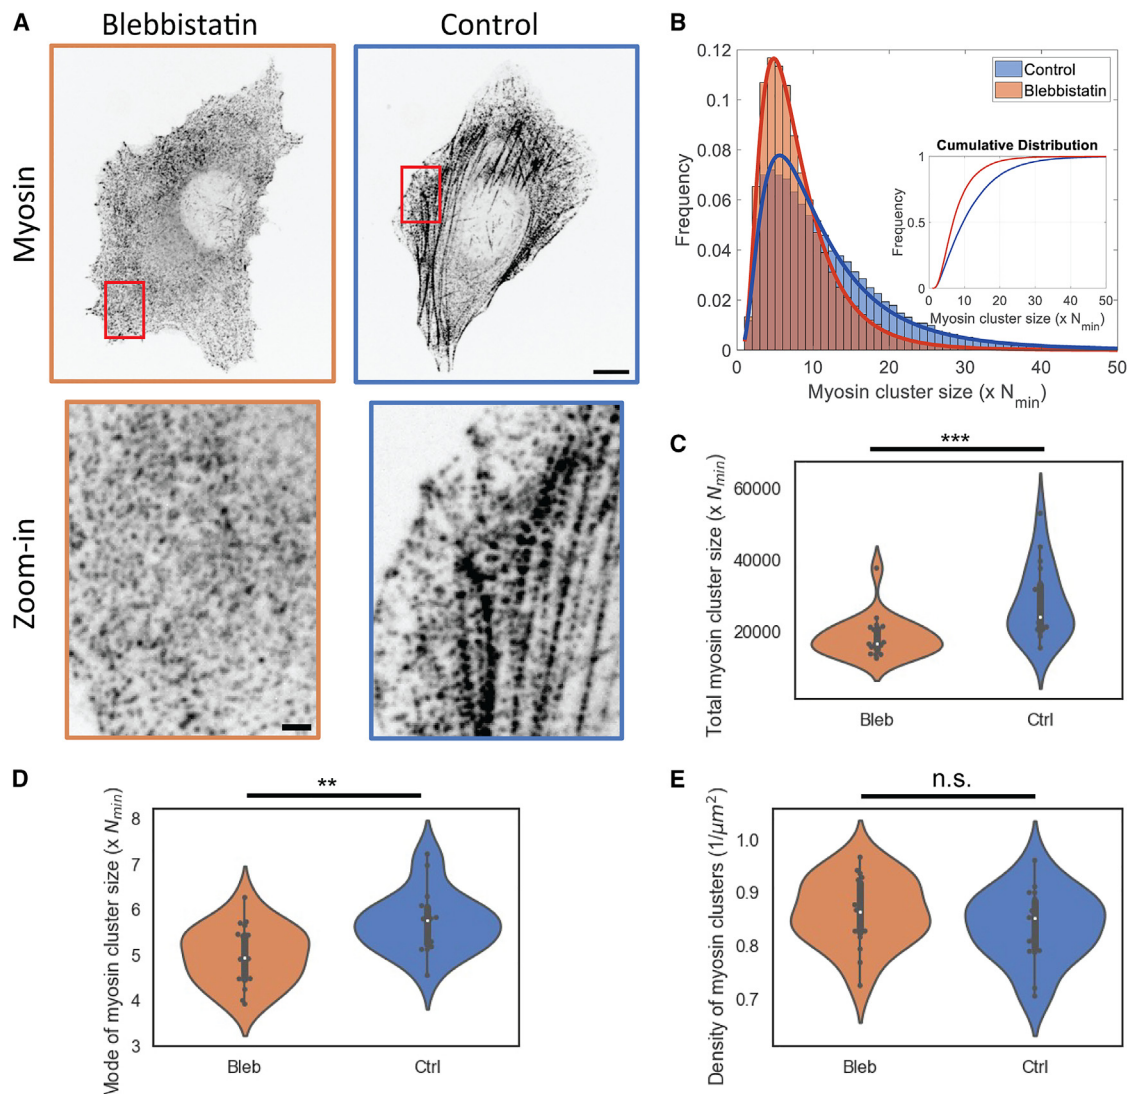 A
Blebbistatin
Control
Myosin
Zoom-in
B
0.12
0.1
0.08
0.06
0.04
0.02
0
Frequency
Control
Blebbistatin
Cumulative Distribution
1
0.5
0
Frequency
0 10 20 30 40 50
Myosin cluster size (x Nmin)
0 10 20 30 40 50
Myosin cluster size (x Nmin)
C
***
60000
40000
20000
Total myosin cluster size (x Nmin)
Bleb Ctrl
D
**
8
7
6
5
4
3
Mode of myosin cluster size (x Nmin)
Bleb Ctrl
E
n.s.
1.0
0.9
0.8
0.7
Density of myosin clusters (1/μm²)
Bleb Ctrl